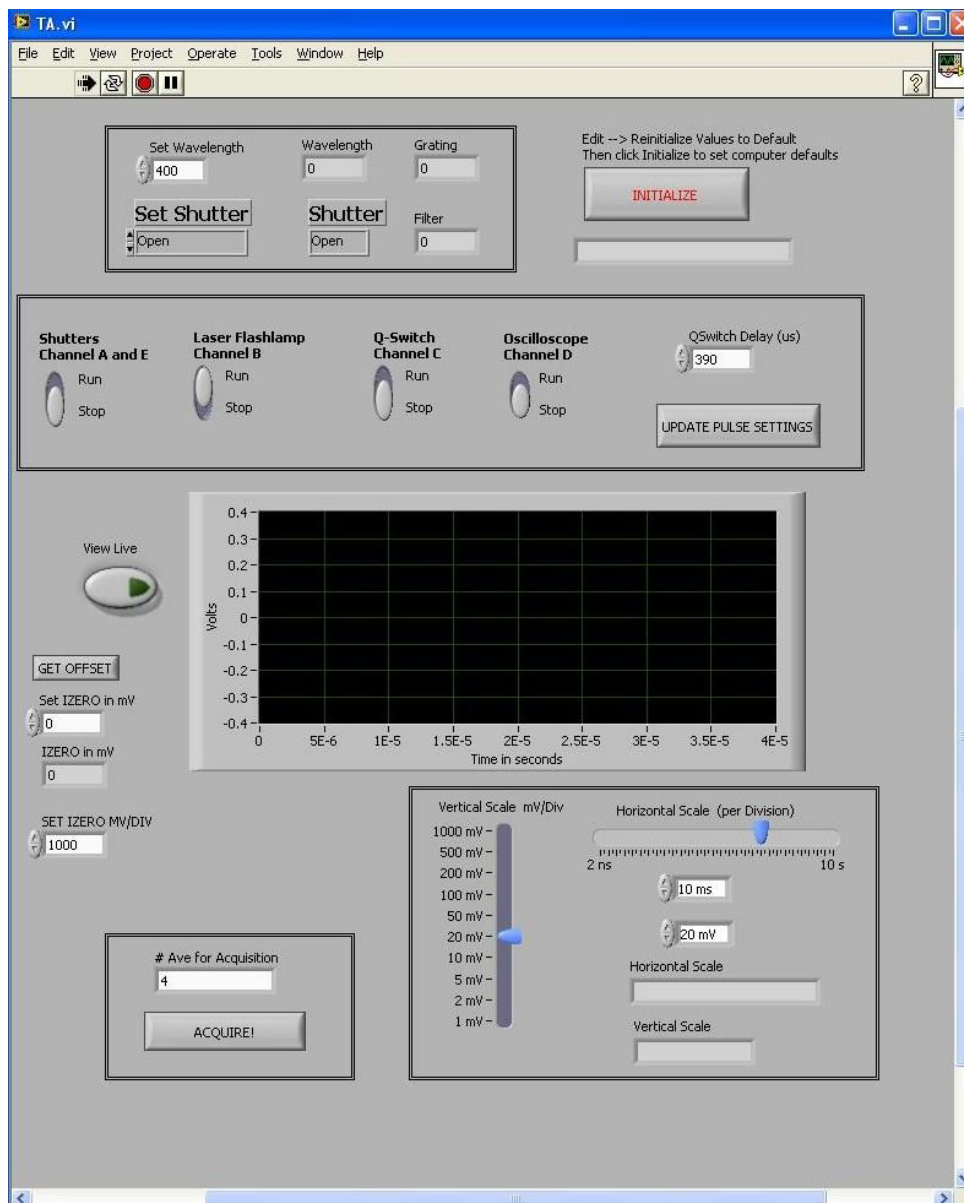 TA.vi
File Edit View Project Operate Tools Window Help
Set Wavelength
400
Wavelength
0
Grating
0
Set Shutter
Open
Shutter
Open
Filter
0
Edit --> Reinitialize Values to Default
Then click Initialize to set computer defaults
INITIALIZE
Shutters
Channel A and E
Run
Stop
Laser Flashlamp
Channel B
Run
Stop
Q-Switch
Channel C
Run
Stop
Oscilloscope
Channel D
Run
Stop
QSwitch Delay (us)
390
UPDATE PULSE SETTINGS
View Live
GET OFFSET
Set IZERO in mV
0
IZERO in mV
0
SET IZERO MV/DIV
1000
Volts
0.4
0.3
0.2
0.1
0
-0.1
-0.2
-0.3
-0.4
0 5E-6 1E-5 1.5E-5 2E-5 2.5E-5 3E-5 3.5E-5 4E-5
Time in seconds
# Ave for Acquisition
4
ACQUIRE!
Vertical Scale mV/Div
1000 mV
500 mV
200 mV
100 mV
50 mV
20 mV
10 mV
5 mV
2 mV
1 mV
Horizontal Scale (per Division)
2 ns 10 s
10 ms
20 mV
Horizontal Scale
Vertical Scale